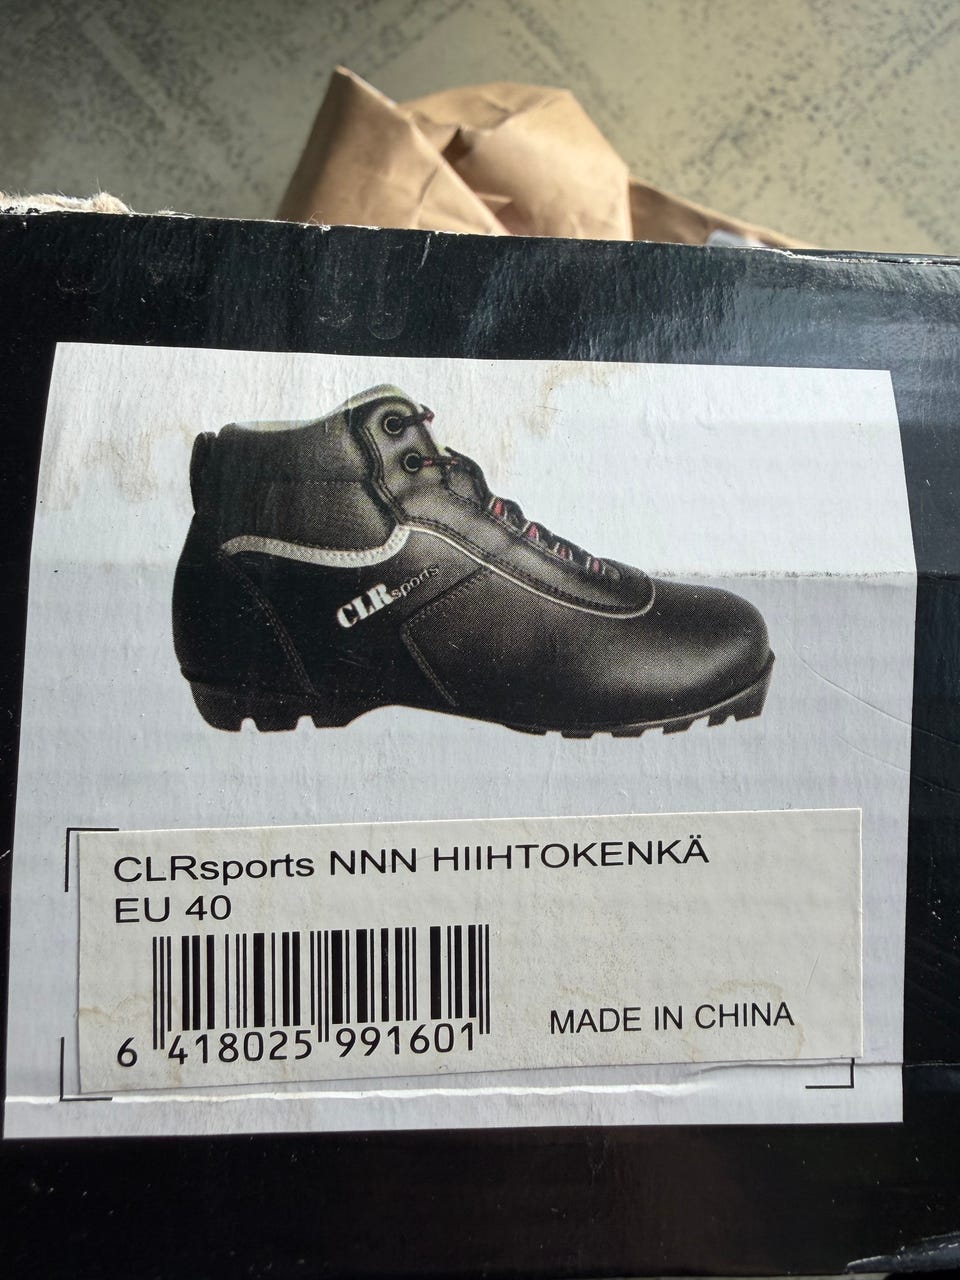 CLRsports
CLRsports NNN HIIHTOKENKÄ
EU 40
MADE IN CHINA
6 418025 991601